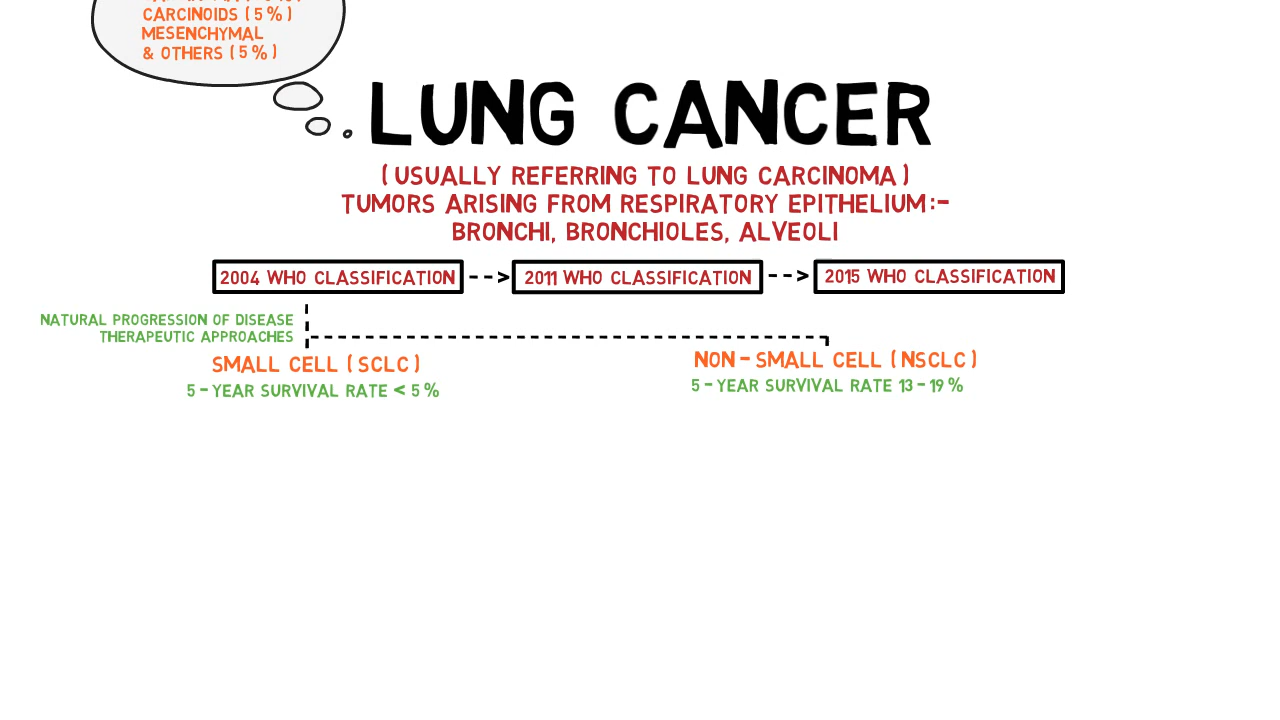 CARCINOIDS (5%)
MESENCHYMAL
& OTHERS (5%)
LUNG CANCER
(USUALLY REFERRING TO LUNG CARCINOMA)
TUMORS ARISING FROM RESPIRATORY EPITHELIUM:-
BRONCHI, BRONCHIOLES, ALVEOLI
2004 WHO CLASSIFICATION --> 2011 WHO CLASSIFICATION --> 2015 WHO CLASSIFICATION
NATURAL PROGRESSION OF DISEASE
THERAPEUTIC APPROACHES
SMALL CELL (SCLC)
5-YEAR SURVIVAL RATE < 5%
NON-SMALL CELL (NSCLC)
5-YEAR SURVIVAL RATE 13-19%